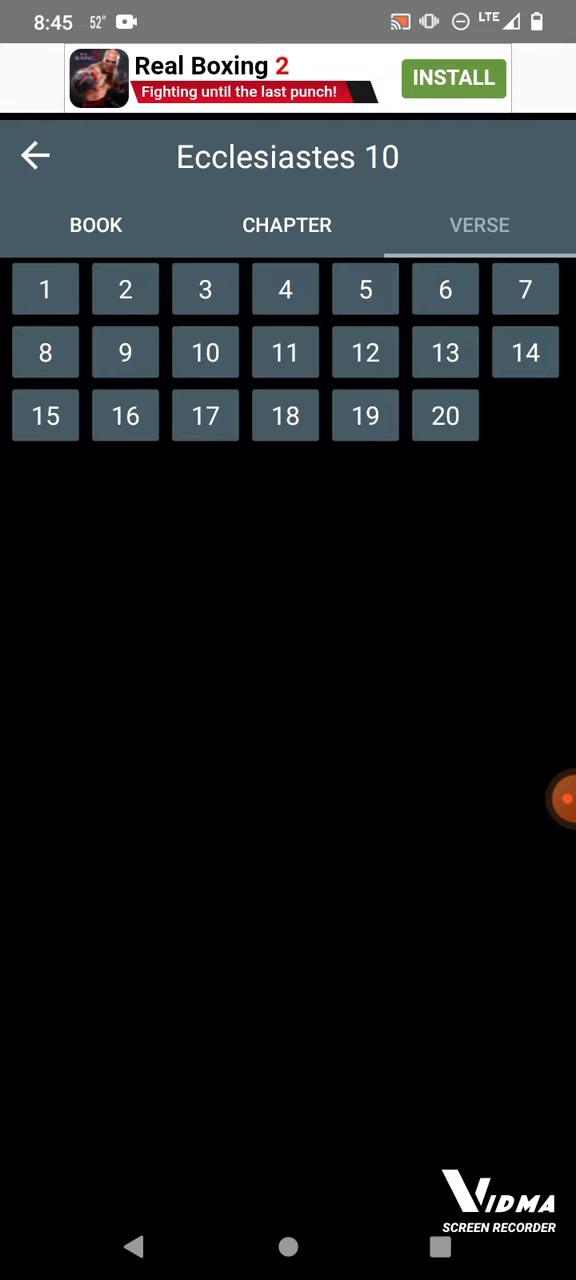 8:45 52° LTE
Real Boxing 2
Fighting until the last punch!
INSTALL
Ecclesiastes 10
BOOK CHAPTER VERSE
1 2 3 4 5 6 7
8 9 10 11 12 13 14
15 16 17 18 19 20
VIDMA
SCREEN RECORDER